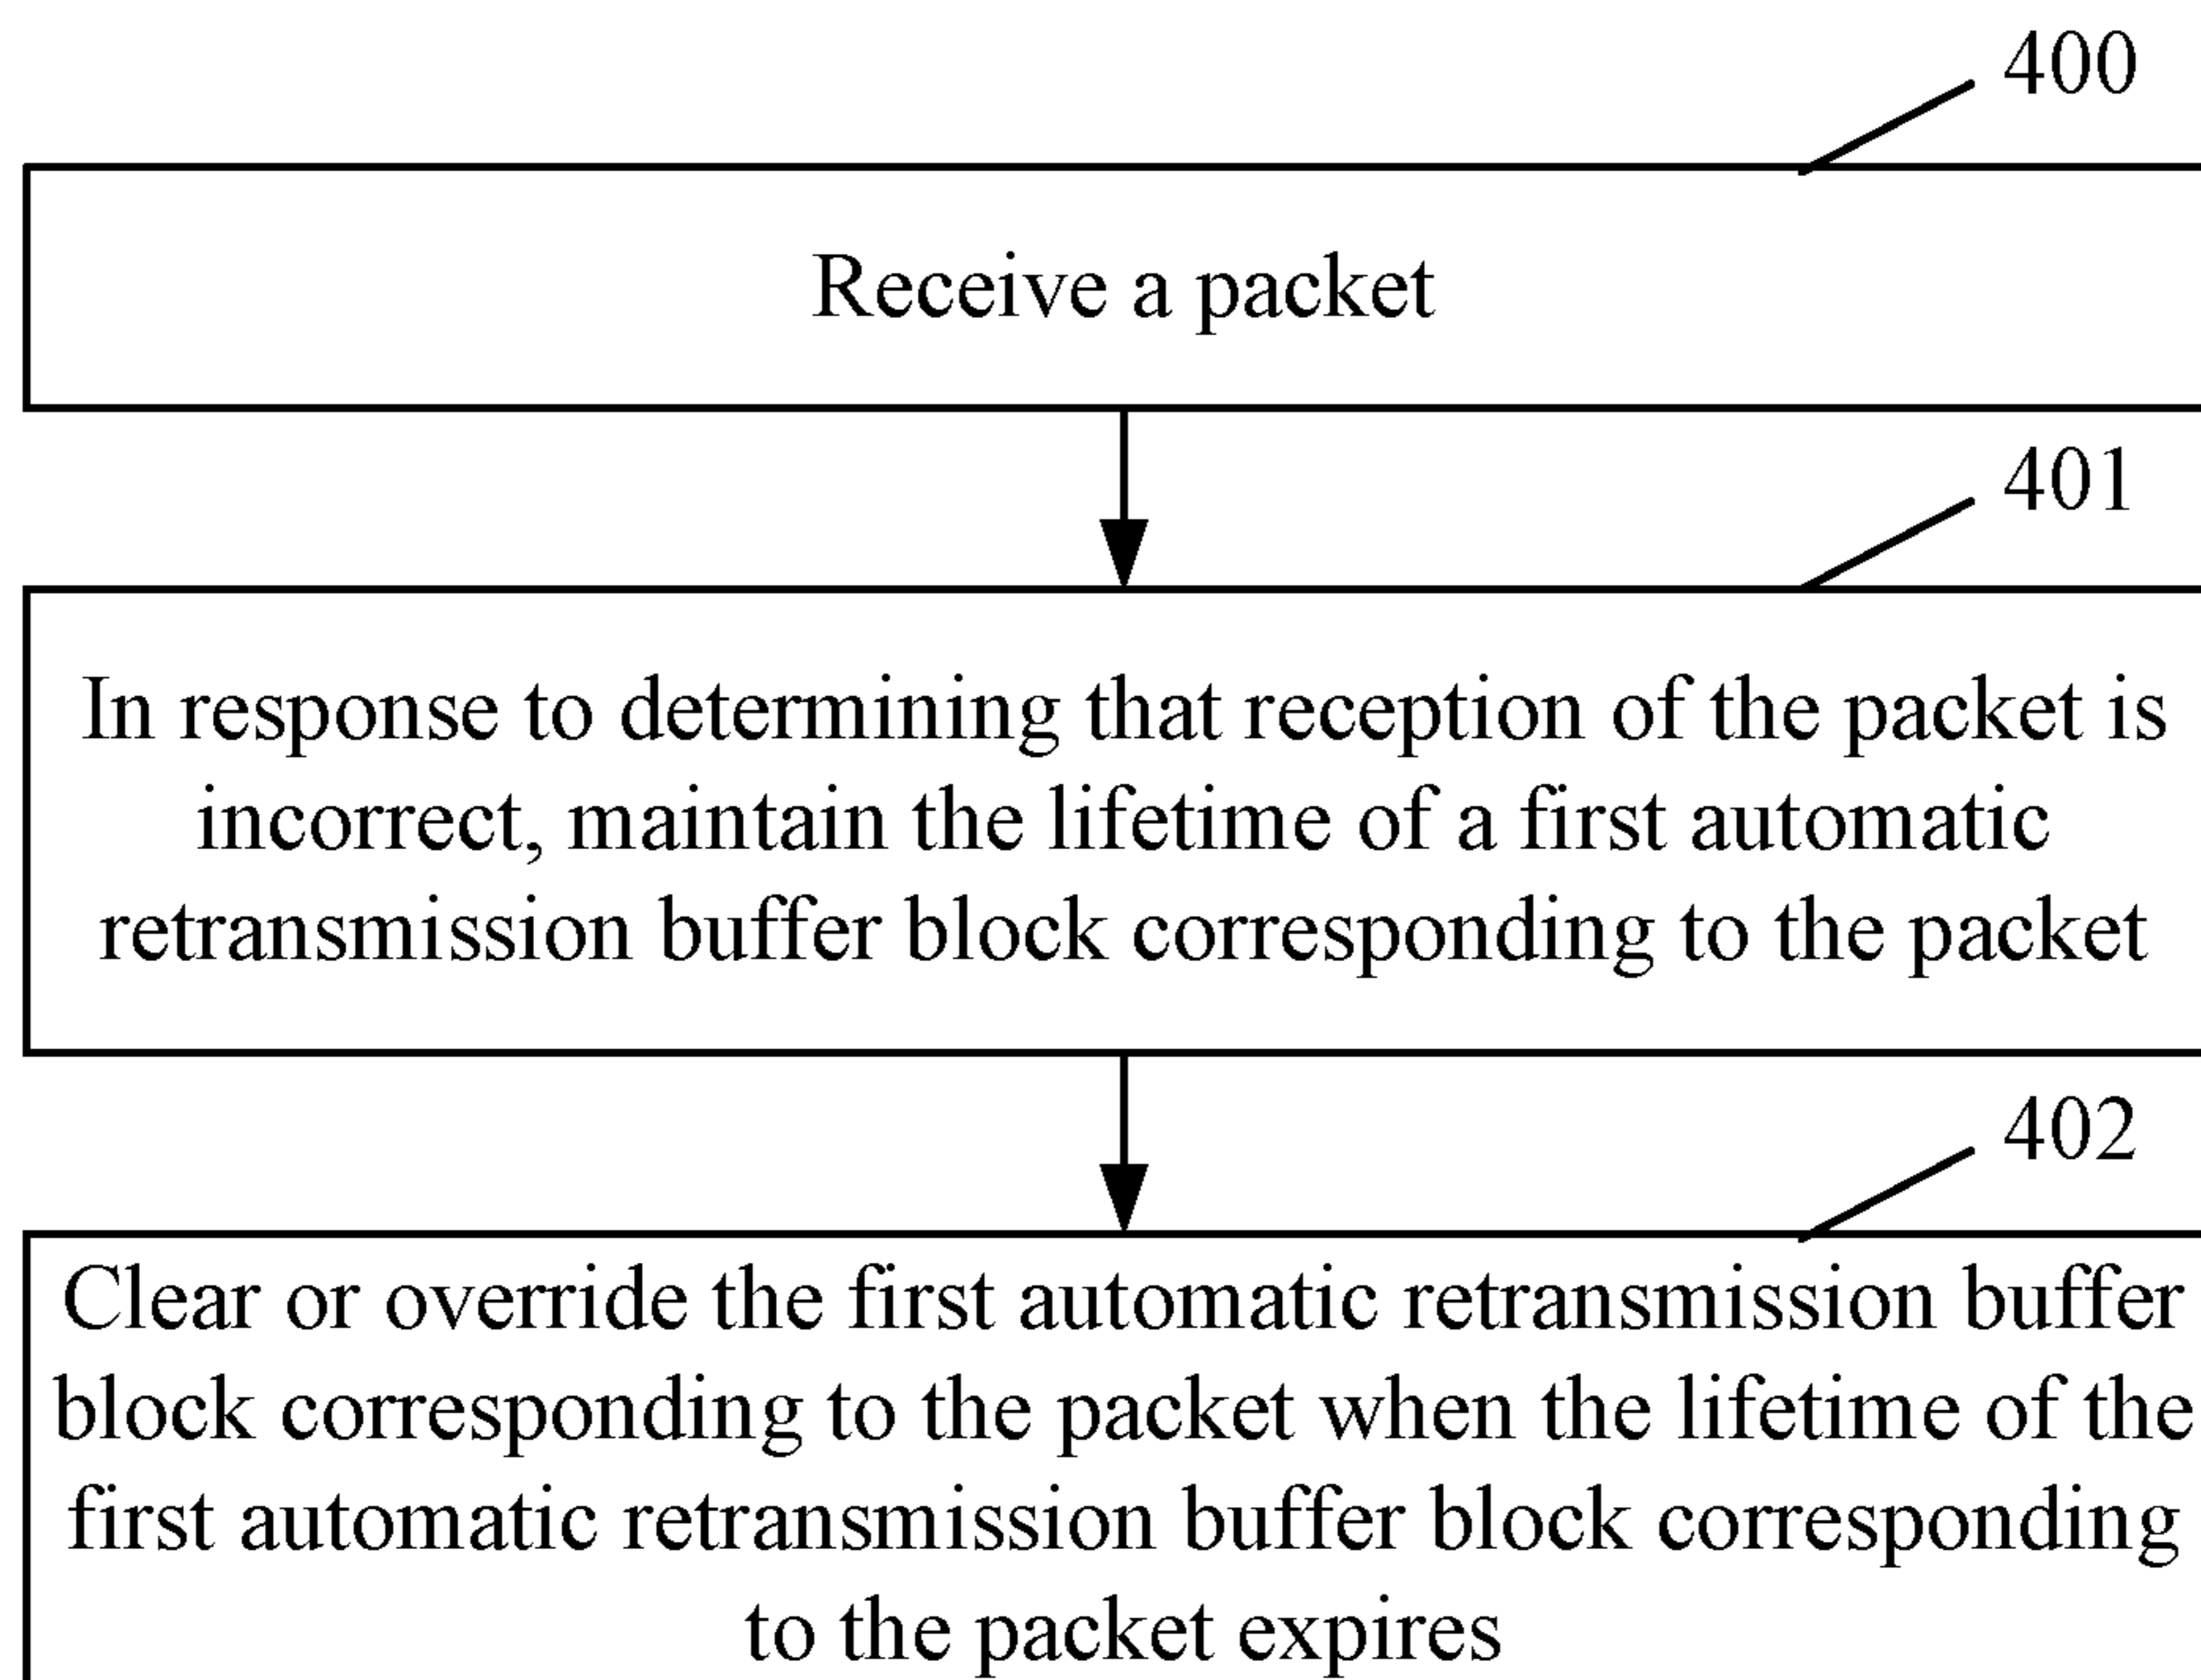 400
Receive a packet
401
In response to determining that reception of the packet is
incorrect, maintain the lifetime of a first automatic
retransmission buffer block corresponding to the packet
402
Clear or override the first automatic retransmission buffer
block corresponding to the packet when the lifetime of the
first automatic retransmission buffer block corresponding
to the packet expires